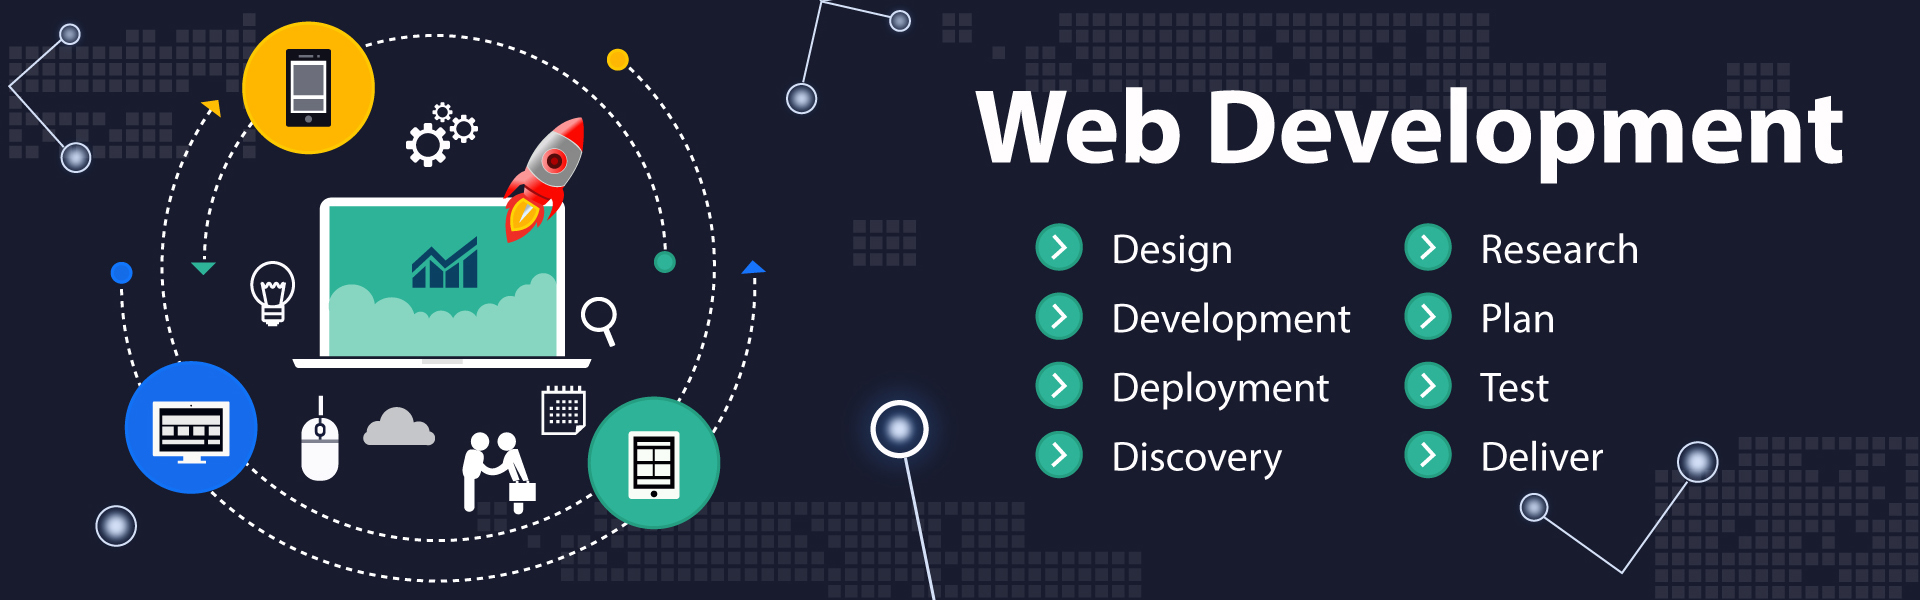 Web Development
Design
Development
Deployment
Discovery
Research
Plan
Test
Deliver